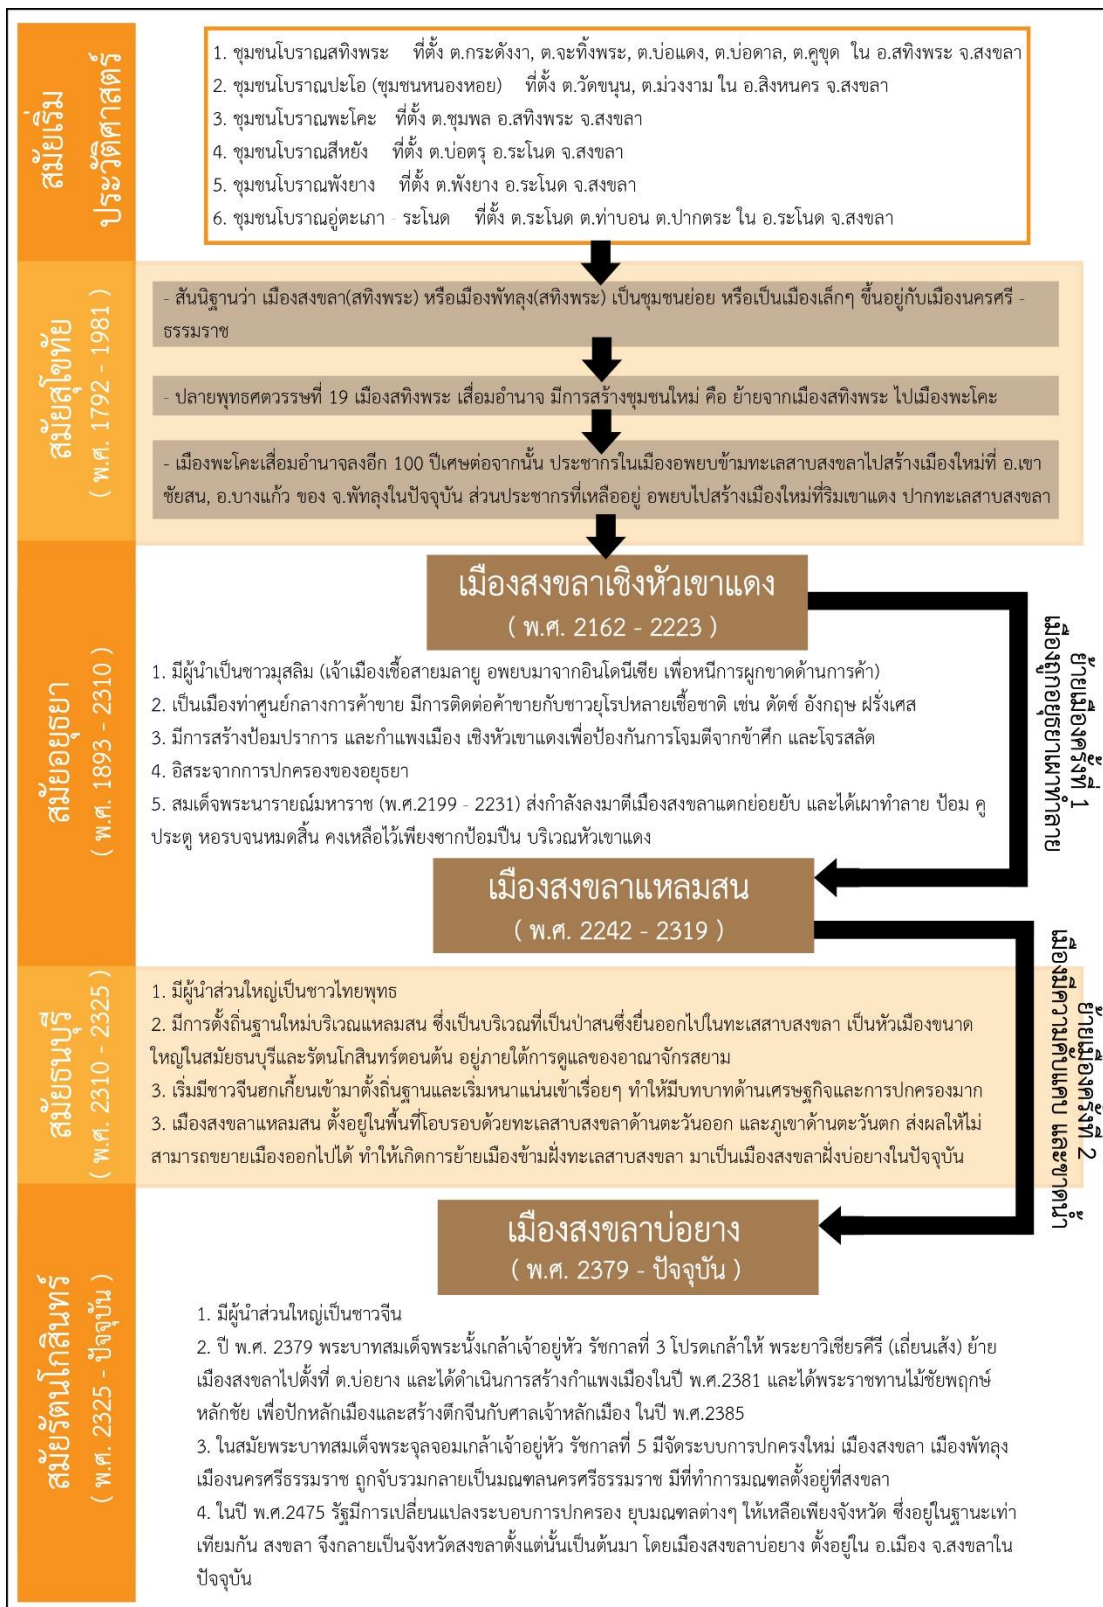 สมัยเริ่ม
ประวัติศาสตร์
1. ชุมชนโบราณสทิงพระ ที่ตั้ง ต.กระดังงา, ต.จะทิ้งพระ, ต.บ่อแดง, ต.บ่อดาล, ต.คูขุด ใน อ.สทิงพระ จ.สงขลา
2. ชุมชนโบราณปะโอ (ชุมชนหนองหอย) ที่ตั้ง ต.วัดขนุน, ต.ม่วงงาม ใน อ.สิงหนคร จ.สงขลา
3. ชุมชนโบราณพะโคะ ที่ตั้ง ต.ชุมพล อ.สทิงพระ จ.สงขลา
4. ชุมชนโบราณสีหยัง ที่ตั้ง ต.บ่อตรุ อ.ระโนด จ.สงขลา
5. ชุมชนโบราณพังยาง ที่ตั้ง ต.พังยาง อ.ระโนด จ.สงขลา
6. ชุมชนโบราณอู่ตะเภา - ระโนด ที่ตั้ง ต.ระโนด ต.ท่าบอน ต.ปากตระ ใน อ.ระโนด จ.สงขลา
สมัยสุโขทัย
( พ.ศ. 1792 - 1981 )
- สันนิฐานว่า เมืองสงขลา(สทิงพระ) หรือเมืองพัทลุง(สทิงพระ) เป็นชุมชนย่อย หรือเป็นเมืองเล็กๆ ขึ้นอยู่กับเมืองนครศรี -
ธรรมราช
- ปลายพุทธศตวรรษที่ 19 เมืองสทิงพระ เสื่อมอำนาจ มีการสร้างชุมชนใหม่ คือ ย้ายจากเมืองสทิงพระ ไปเมืองพะโคะ
- เมืองพะโคะเสื่อมอำนาจลงอีก 100 ปีเศษต่อจากนั้น ประชากรในเมืองอพยบข้ามทะเลสาบสงขลาไปสร้างเมืองใหม่ที่ อ.เขา
ชัยสน, อ.บางแก้ว ของ จ.พัทลุงในปัจจุบัน ส่วนประชากรที่เหลืออยู่ อพยบไปสร้างเมืองใหม่ที่ริมเขาแดง ปากทะเลสาบสงขลา
สมัยอยุธยา
( พ.ศ. 1893 - 2310 )
เมืองสงขลาเชิงหัวเขาแดง
( พ.ศ. 2162 - 2223 )
1. มีผู้นำเป็นชาวมุสลิม (เจ้าเมืองเชื้อสายมลายู อพยบมาจากอินโดนีเซีย เพื่อหนีการผูกขาดด้านการค้า)
2. เป็นเมืองท่าศูนย์กลางการค้าขาย มีการติดต่อค้าขายกับชาวยุโรปหลายเชื้อชาติ เช่น ดัตช์ อังกฤษ ฝรั่งเศส
3. มีการสร้างป้อมปราการ และกำแพงเมือง เชิงหัวเขาแดงเพื่อป้องกันการโจมตีจากข้าศึก และโจรสลัด
4. อิสระจากการปกครองของอยุธยา
5. สมเด็จพระนารายณ์มหาราช (พ.ศ.2199 - 2231) ส่งกำลังลงมาตีเมืองสงขลาแตกย่อยยับ และได้เผาทำลาย ป้อม คู
ประตู หอรบจนหมดสิ้น คงเหลือไว้เพียงซากป้อมปืน บริเวณหัวเขาแดง
ย้ายเมืองครั้งที่ 1
เมืองถูกอยุธยาเผาทำลาย
เมืองสงขลาแหลมสน
( พ.ศ. 2242 - 2319 )
สมัยธนบุรี
( พ.ศ. 2310 - 2325 )
1. มีผู้นำส่วนใหญ่เป็นชาวไทยพุทธ
2. มีการตั้งถิ่นฐานใหม่บริเวณแหลมสน ซึ่งเป็นบริเวณที่เป็นป่าสนซึ่งยื่นออกไปในทะเสสาบสงขลา เป็นหัวเมืองขนาด
ใหญ่ในสมัยธนบุรีและรัตนโกสินทร์ตอนต้น อยู่ภายใต้การดูแลของอาณาจักรสยาม
3. เริ่มมีชาวจีนฮกเกี้ยนเข้ามาตั้งถิ่นฐานและเริ่มหนาแน่นเข้าเรื่อยๆ ทำให้มีบทบาทด้านเศรษฐกิจและการปกครองมาก
3. เมืองสงขลาแหลมสน ตั้งอยู่ในพื้นที่โอบรอบด้วยทะเลสาบสงขลาด้านตะวันออก และภูเขาด้านตะวันตก ส่งผลให้ไม่
สามารถขยายเมืองออกไปได้ ทำให้เกิดการย้ายเมืองข้ามฝั่งทะเลสาบสงขลา มาเป็นเมืองสงขลาฝั่งบ่อยางในปัจจุบัน
ย้ายเมืองครั้งที่ 2
เมืองมีความคับแคบ และขาดน้ำ
เมืองสงขลาบ่อยาง
( พ.ศ. 2379 - ปัจจุบัน )
สมัยรัตนโกสินทร์
( พ.ศ. 2325 - ปัจจุบัน )
1. มีผู้นำส่วนใหญ่เป็นชาวจีน
2. ปี พ.ศ. 2379 พระบาทสมเด็จพระนั้งเกล้าเจ้าอยู่หัว รัชกาลที่ 3 โปรดเกล้าให้ พระยาวิเชียรคีรี (เถี่ยนเส้ง) ย้าย
เมืองสงขลาไปตั้งที่ ต.บ่อยาง และได้ดำเนินการสร้างกำแพงเมืองในปี พ.ศ.2381 และได้พระราชทานไม้ชัยพฤกษ์
หลักชัย เพื่อปักหลักเมืองและสร้างตึกจีนกับศาลเจ้าหลักเมือง ในปี พ.ศ.2385
3. ในสมัยพระบาทสมเด็จพระจุลจอมเกล้าเจ้าอยู่หัว รัชกาลที่ 5 มีจัดระบบการปกครงใหม่ เมืองสงขลา เมืองพัทลุง
เมืองนครศรีธรรมราช ถูกจับรวมกลายเป็นมณฑลนครศรีธรรมราช มีที่ทำการมณฑลตั้งอยู่ที่สงขลา
4. ในปี พ.ศ.2475 รัฐมีการเปลี่ยนแปลงระบอบการปกครอง ยุบมณฑลต่างๆ ให้เหลือเพียงจังหวัด ซึ่งอยู่ในฐานะเท่า
เทียมกัน สงขลา จึงกลายเป็นจังหวัดสงขลาตั้งแต่นั้นเป็นต้นมา โดยเมืองสงขลาบ่อยาง ตั้งอยู่ใน อ.เมือง จ.สงขลาใน
ปัจจุบัน